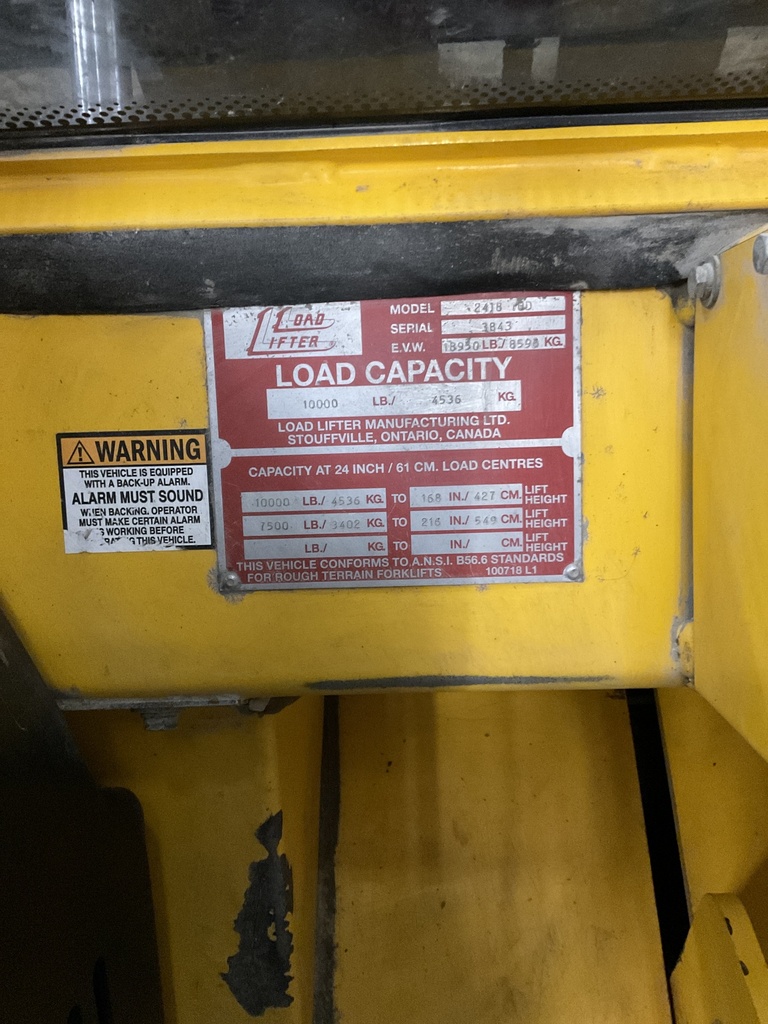 LOAD LIFTER
MODEL 2418
SERIAL 3843
E.V.W. 18950 LB./ 8598 KG.
LOAD CAPACITY
10000 LB./ 4536 KG.
LOAD LIFTER MANUFACTURING LTD.
STOUFFVILLE, ONTARIO, CANADA
CAPACITY AT 24 INCH / 61 CM. LOAD CENTRES
10000 LB./ 4536 KG. TO 168 IN./ 427 CM. LIFT HEIGHT
7500 LB./ 3402 KG. TO 216 IN./ 549 CM. LIFT HEIGHT
LB./ KG. TO IN./ CM. LIFT HEIGHT
THIS VEHICLE CONFORMS TO A.N.S.I. B56.6 STANDARDS
FOR ROUGH TERRAIN FORKLIFTS 100718 L1
WARNING
THIS VEHICLE IS EQUIPPED
WITH A BACK-UP ALARM.
ALARM MUST SOUND
WHEN BACKING. OPERATOR
MUST MAKE CERTAIN ALARM
IS WORKING BEFORE
THIS VEHICLE.